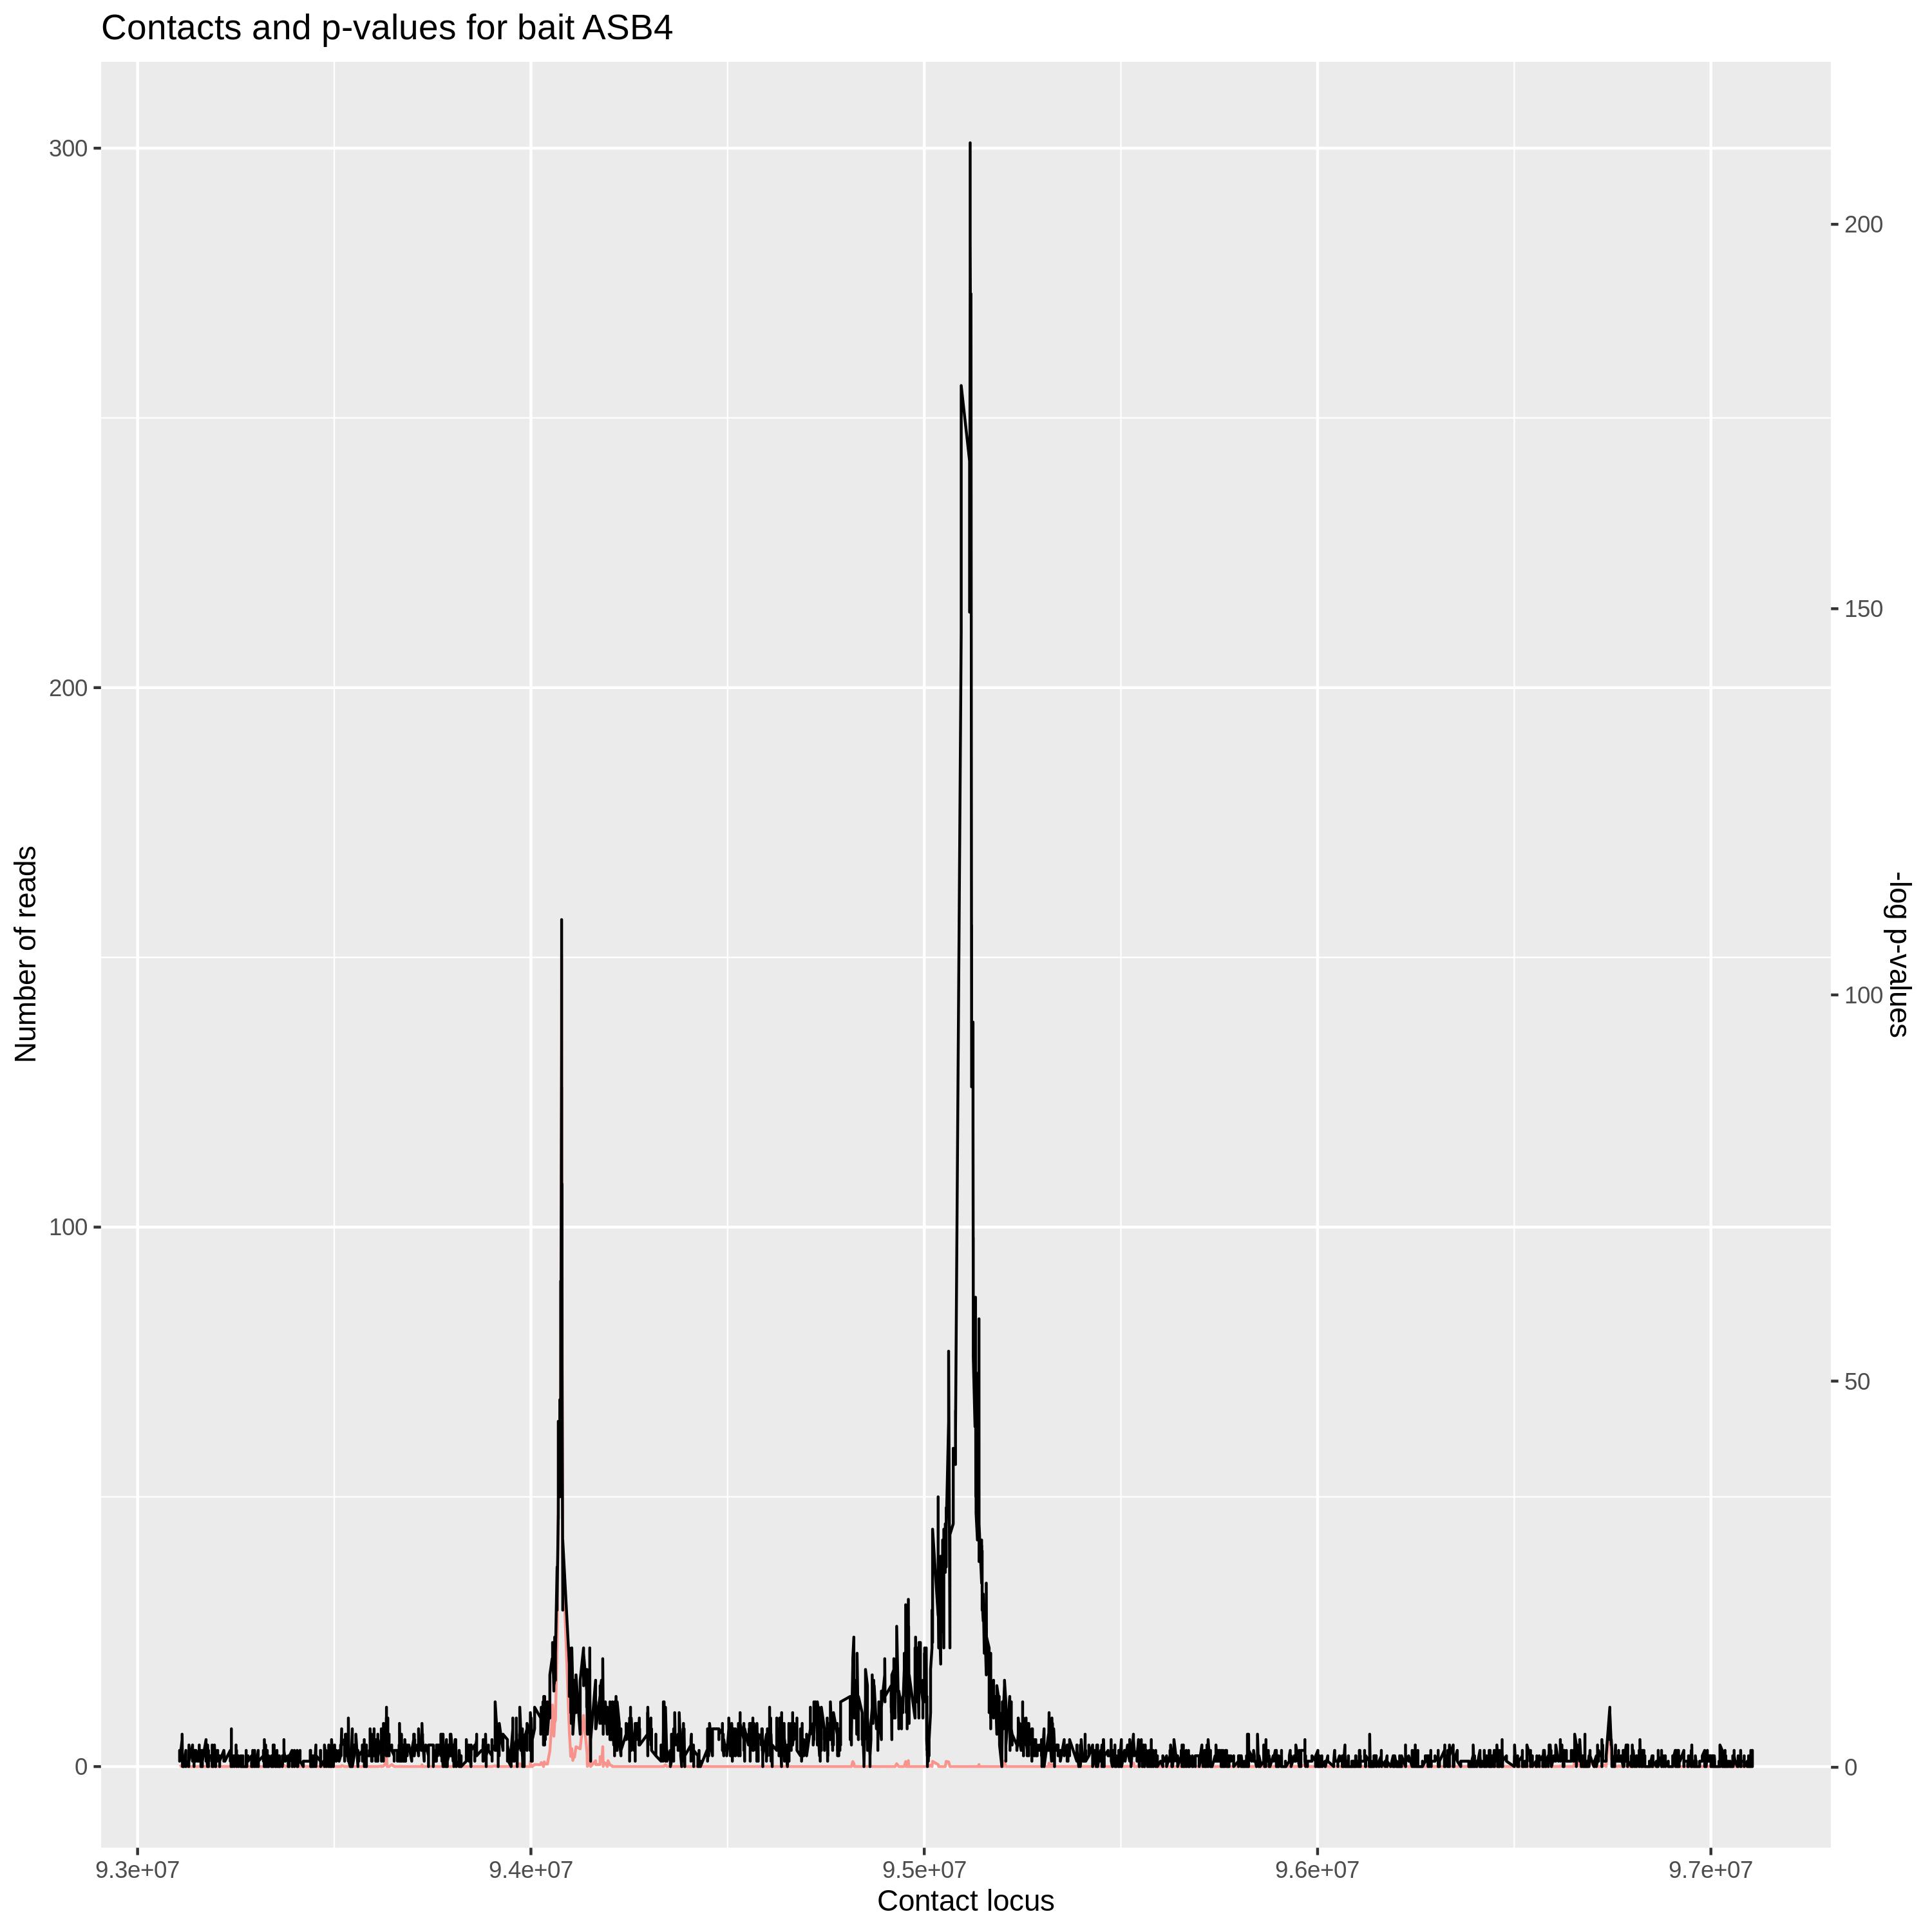 Contacts and p-values for bait ASB4
300
200
100
0
Number of reads
200
150
100
50
0
-log p-values
9.3e+07 9.4e+07 9.5e+07 9.6e+07 9.7e+07
Contact locus